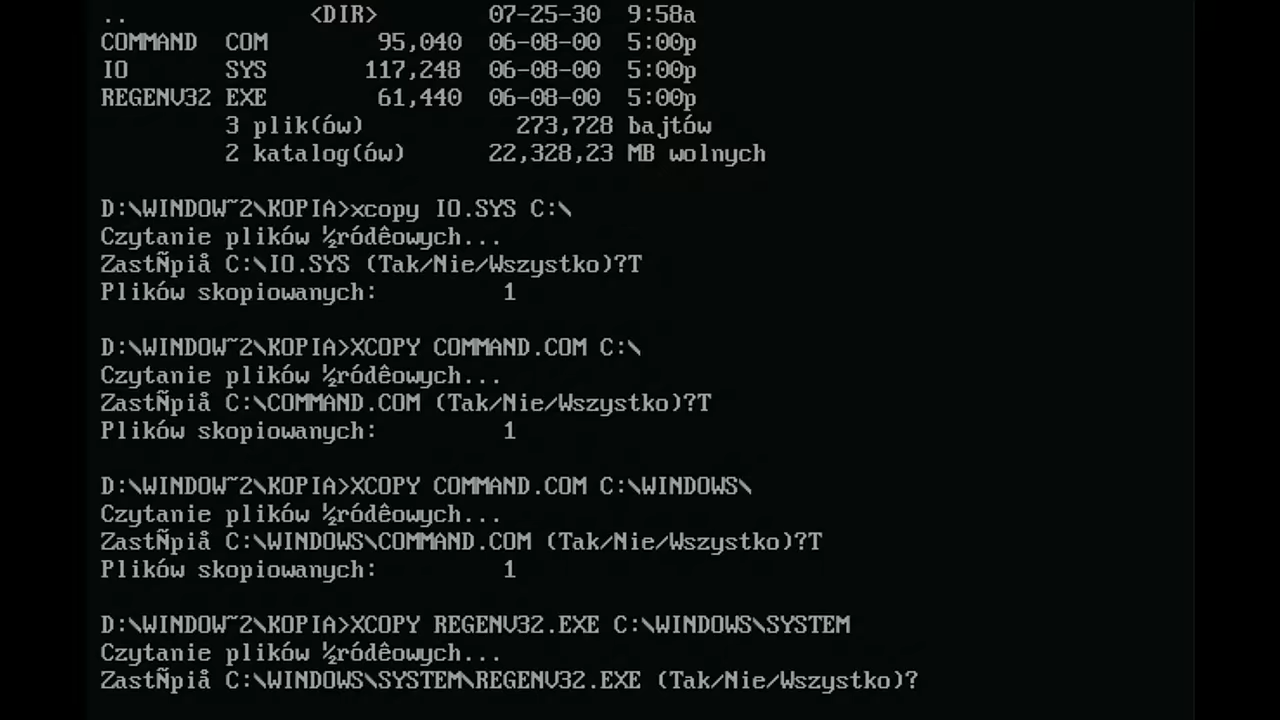 ..              <DIR>        07-25-30  9:58a
COMMAND  COM        95,040  06-08-00  5:00p
IO       SYS       117,248  06-08-00  5:00p
REGENV32 EXE        61,440  06-08-00  5:00p
         3 plik(ów)           273,728 bajtów
         2 katalog(ów)      22,328,23 MB wolnych
D:\WINDOW~2\KOPIA>xcopy IO.SYS C:\
Czytanie plików ½ródêowych...
ZastÑpiå C:\IO.SYS (Tak/Nie/Wszystko)?T
Plików skopiowanych:         1
D:\WINDOW~2\KOPIA>XCOPY COMMAND.COM C:\
Czytanie plików ½ródêowych...
ZastÑpiå C:\COMMAND.COM (Tak/Nie/Wszystko)?T
Plików skopiowanych:         1
D:\WINDOW~2\KOPIA>XCOPY COMMAND.COM C:\WINDOWS\
Czytanie plików ½ródêowych...
ZastÑpiå C:\WINDOWS\COMMAND.COM (Tak/Nie/Wszystko)?T
Plików skopiowanych:         1
D:\WINDOW~2\KOPIA>XCOPY REGENV32.EXE C:\WINDOWS\SYSTEM
Czytanie plików ½ródêowych...
ZastÑpiå C:\WINDOWS\SYSTEM\REGENV32.EXE (Tak/Nie/Wszystko)?